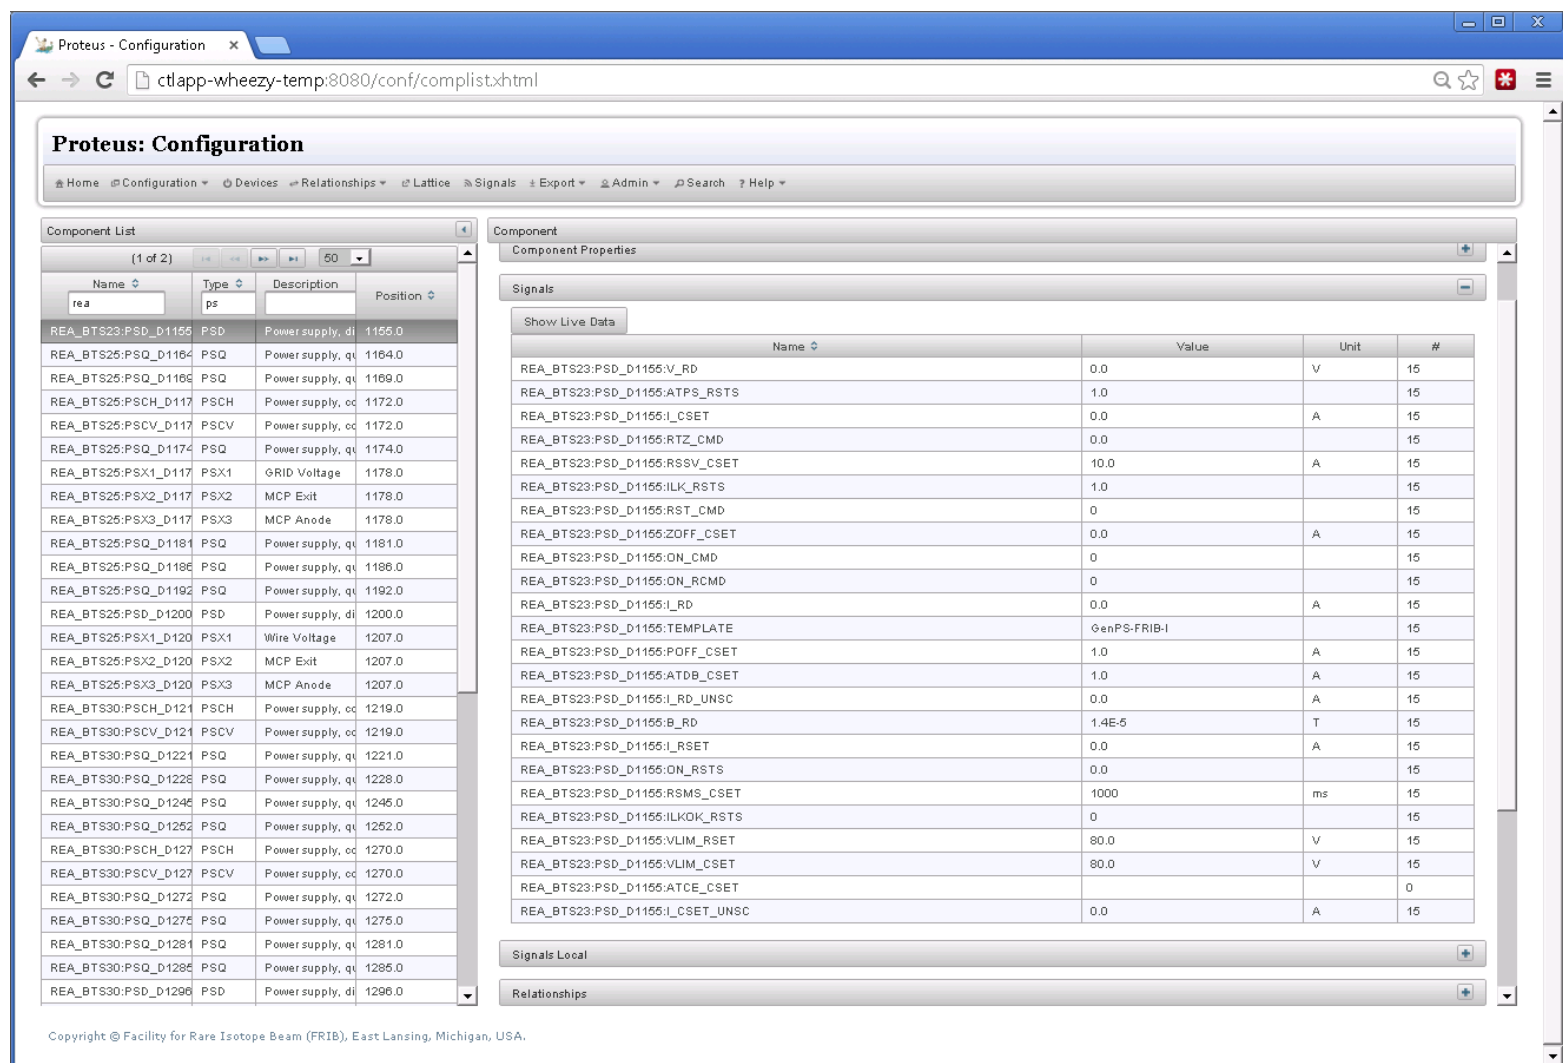 Proteus - Configuration
ctlapp-wheezy-temp:8080/conf/complist.xhtml
Proteus: Configuration
Home Configuration Devices Relationships Lattice Signals Export Admin Search ? Help
Component List
(1 of 2) 50
Name Type Description Position
rea ps
REA_BTS23:PSD_D1155 PSD Power supply, di 1155.0
REA_BTS25:PSQ_D1164 PSQ Power supply, qu 1164.0
REA_BTS25:PSQ_D1169 PSQ Power supply, qu 1169.0
REA_BTS25:PSCH_D117 PSCH Power supply, co 1172.0
REA_BTS25:PSCV_D117 PSCV Power supply, co 1172.0
REA_BTS25:PSQ_D1174 PSQ Power supply, qu 1174.0
REA_BTS25:PSX1_D117 PSX1 GRID Voltage 1178.0
REA_BTS25:PSX2_D117 PSX2 MCP Exit 1178.0
REA_BTS25:PSX3_D117 PSX3 MCP Anode 1178.0
REA_BTS25:PSQ_D1181 PSQ Power supply, qu 1181.0
REA_BTS25:PSQ_D1186 PSQ Power supply, qu 1186.0
REA_BTS25:PSQ_D1192 PSQ Power supply, qu 1192.0
REA_BTS25:PSD_D1200 PSD Power supply, di 1200.0
REA_BTS25:PSX1_D120 PSX1 Wire Voltage 1207.0
REA_BTS25:PSX2_D120 PSX2 MCP Exit 1207.0
REA_BTS25:PSX3_D120 PSX3 MCP Anode 1207.0
REA_BTS30:PSCH_D121 PSCH Power supply, co 1219.0
REA_BTS30:PSCV_D121 PSCV Power supply, co 1219.0
REA_BTS30:PSQ_D1221 PSQ Power supply, qu 1221.0
REA_BTS30:PSQ_D1228 PSQ Power supply, qu 1228.0
REA_BTS30:PSQ_D1245 PSQ Power supply, qu 1245.0
REA_BTS30:PSQ_D1252 PSQ Power supply, qu 1252.0
REA_BTS30:PSCH_D127 PSCH Power supply, co 1270.0
REA_BTS30:PSCV_D127 PSCV Power supply, co 1270.0
REA_BTS30:PSQ_D1272 PSQ Power supply, qu 1272.0
REA_BTS30:PSQ_D1275 PSQ Power supply, qu 1275.0
REA_BTS30:PSQ_D1281 PSQ Power supply, qu 1281.0
REA_BTS30:PSQ_D1285 PSQ Power supply, qu 1285.0
REA_BTS30:PSD_D1296 PSD Power supply, di 1296.0
Component
Component Properties
Signals
Show Live Data
Name Value Unit #
REA_BTS23:PSD_D1155:V_RD 0.0 V 15
REA_BTS23:PSD_D1155:ATPS_RSTS 1.0 15
REA_BTS23:PSD_D1155:I_CSET 0.0 A 15
REA_BTS23:PSD_D1155:RTZ_CMD 0.0 15
REA_BTS23:PSD_D1155:RSSV_CSET 10.0 A 15
REA_BTS23:PSD_D1155:ILK_RSTS 1.0 15
REA_BTS23:PSD_D1155:RST_CMD 0 15
REA_BTS23:PSD_D1155:ZOFF_CSET 0.0 A 15
REA_BTS23:PSD_D1155:ON_CMD 0 15
REA_BTS23:PSD_D1155:ON_RCMD 0 15
REA_BTS23:PSD_D1155:I_RD 0.0 A 15
REA_BTS23:PSD_D1155:TEMPLATE GenPS-FRIB-I 15
REA_BTS23:PSD_D1155:POFF_CSET 1.0 A 15
REA_BTS23:PSD_D1155:ATDB_CSET 1.0 A 15
REA_BTS23:PSD_D1155:I_RD_UNSC 0.0 A 15
REA_BTS23:PSD_D1155:B_RD 1.4E-5 T 15
REA_BTS23:PSD_D1155:I_RSET 0.0 A 15
REA_BTS23:PSD_D1155:ON_RSTS 0.0 15
REA_BTS23:PSD_D1155:RSMS_CSET 1000 ms 15
REA_BTS23:PSD_D1155:ILKOK_RSTS 0 15
REA_BTS23:PSD_D1155:VLIM_RSET 80.0 V 15
REA_BTS23:PSD_D1155:VLIM_CSET 80.0 V 15
REA_BTS23:PSD_D1155:ATCE_CSET 0
REA_BTS23:PSD_D1155:I_CSET_UNSC 0.0 A 15
Signals Local
Relationships
Copyright © Facility for Rare Isotope Beam (FRIB), East Lansing, Michigan, USA.